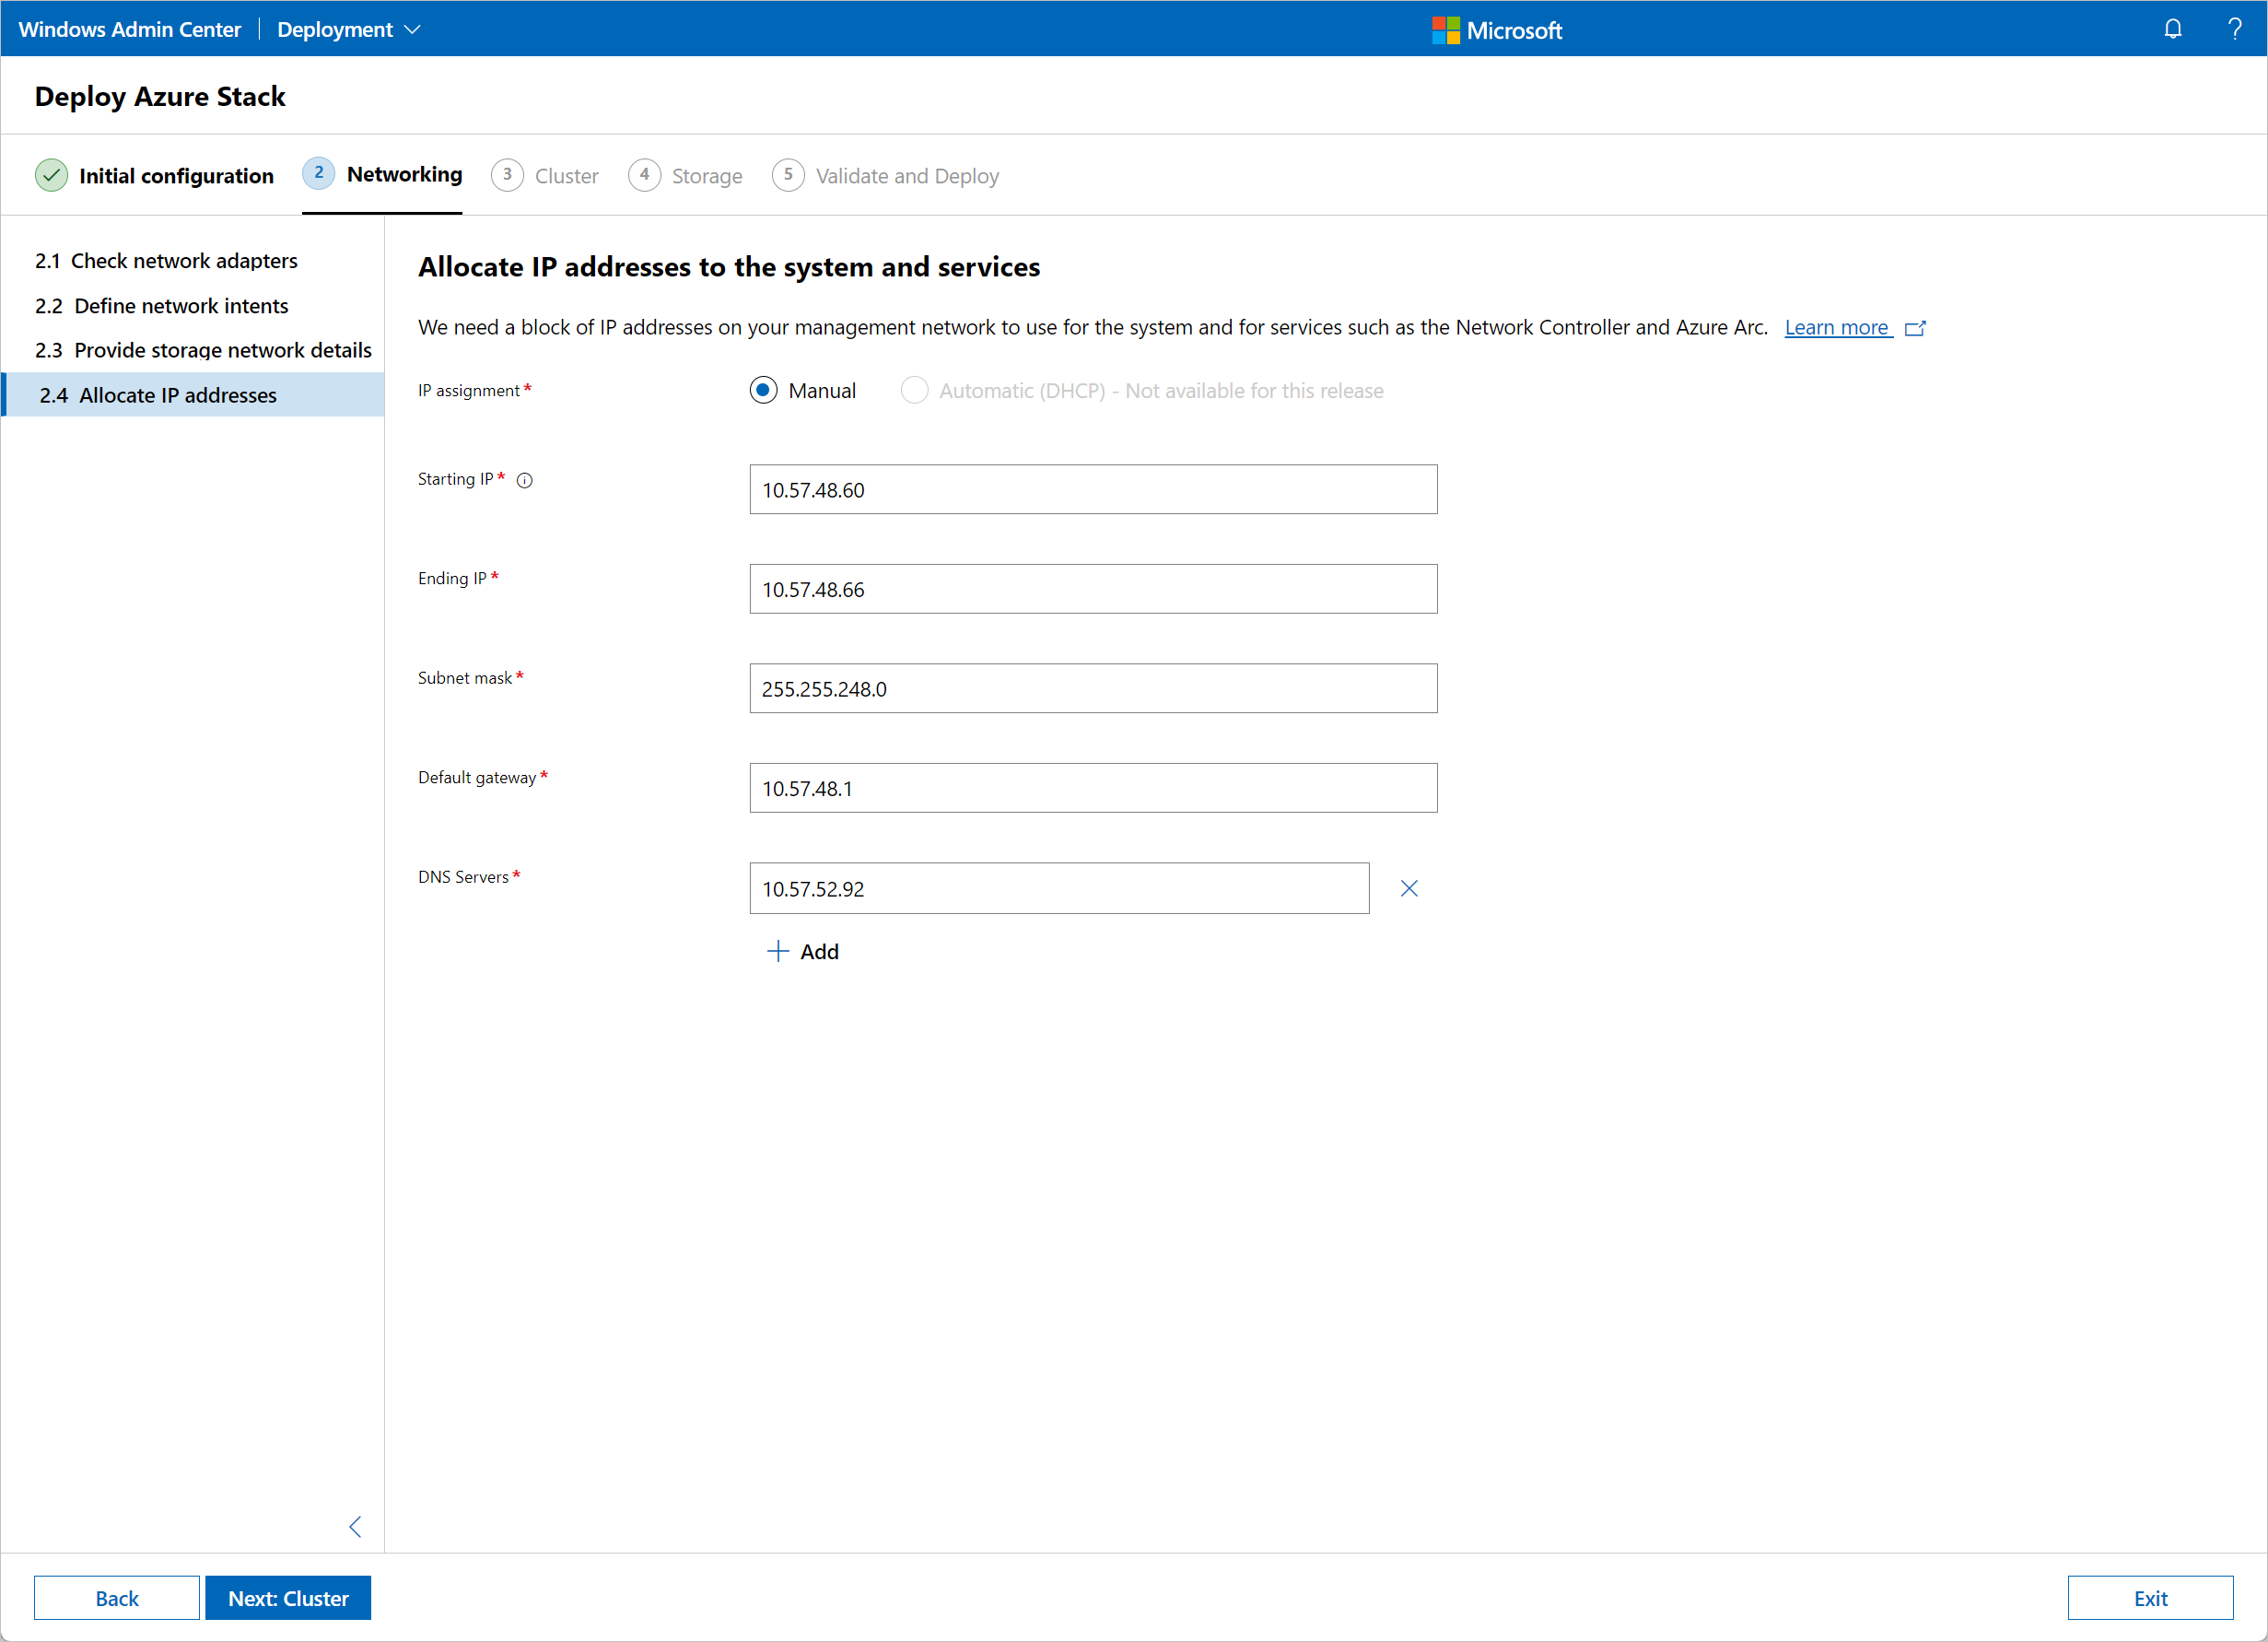 Windows Admin Center | Deployment
Microsoft
?
Deploy Azure Stack
Initial configuration
2 Networking
3 Cluster
4 Storage
5 Validate and Deploy
2.1 Check network adapters
2.2 Define network intents
2.3 Provide storage network details
2.4 Allocate IP addresses
Allocate IP addresses to the system and services
We need a block of IP addresses on your management network to use for the system and for services such as the Network Controller and Azure Arc. Learn more
IP assignment*
Manual
Automatic (DHCP) - Not available for this release
Starting IP*
10.57.48.60
Ending IP*
10.57.48.66
Subnet mask*
255.255.248.0
Default gateway*
10.57.48.1
DNS Servers*
10.57.52.92
Add
Back
Next: Cluster
Exit